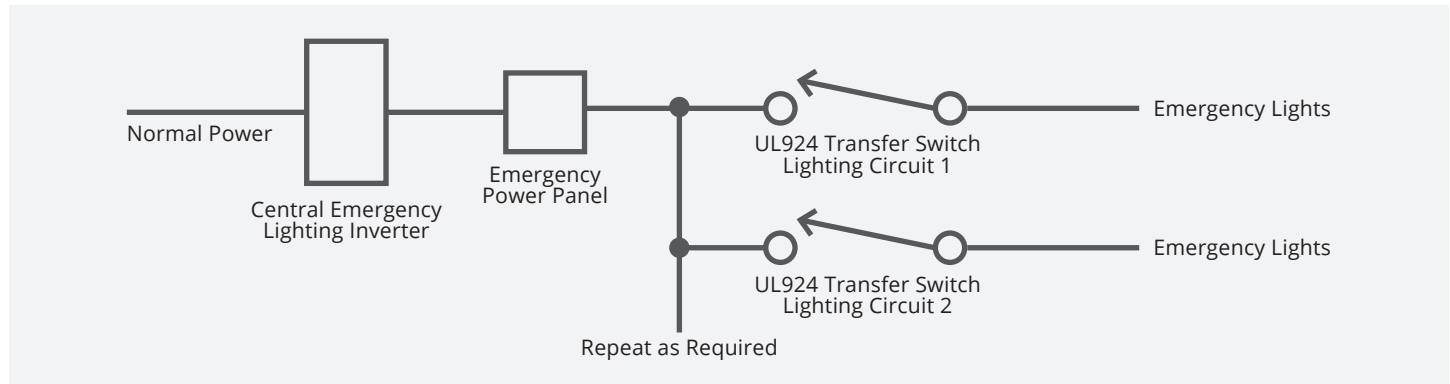 Normal Power
Central Emergency
Lighting Inverter
Emergency
Power Panel
UL924 Transfer Switch
Lighting Circuit 1
Emergency Lights
UL924 Transfer Switch
Lighting Circuit 2
Emergency Lights
Repeat as Required